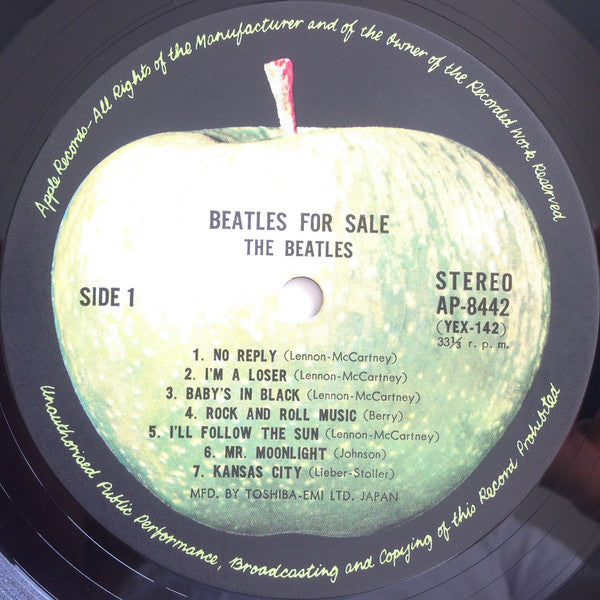 Apple Records–All Rights of the Manufacturer and of the Owner of the Recorded Work Reserved
BEATLES FOR SALE
THE BEATLES
SIDE 1
STEREO
AP-8442
(YEX-142)
33⅓ r. p. m.
1. NO REPLY (Lennon-McCartney)
2. I'M A LOSER (Lennon-McCartney)
3. BABY'S IN BLACK (Lennon-McCartney)
4. ROCK AND ROLL MUSIC (Berry)
5. I'LL FOLLOW THE SUN (Lennon-McCartney)
6. MR. MOONLIGHT (Johnson)
7. KANSAS CITY (Lieber-Stoller)
MFD. BY TOSHIBA-EMI LTD. JAPAN
Unauthorised Public Performance, Broadcasting and Copying of this Record Prohibited